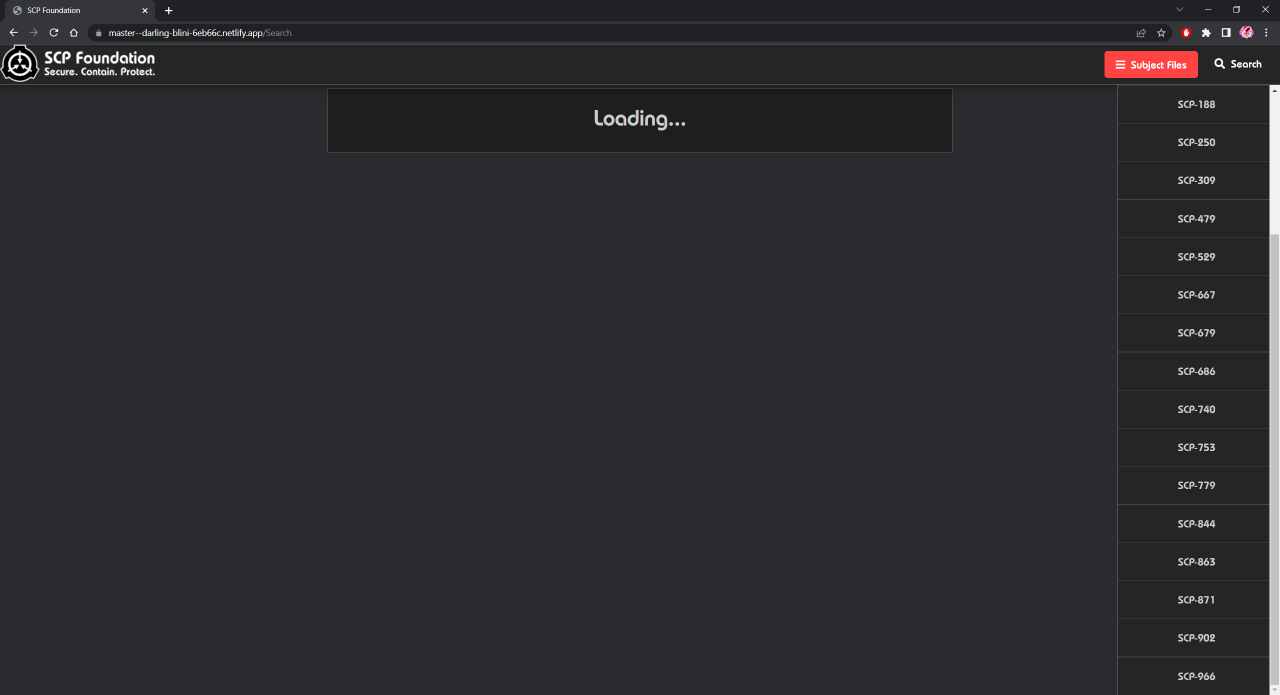 SCP Foundation
master--darling-blini-6eb66c.netlify.app/Search
SCP Foundation
Secure. Contain. Protect.
Subject Files
Search
Loading...
SCP-188
SCP-250
SCP-309
SCP-479
SCP-529
SCP-667
SCP-679
SCP-686
SCP-740
SCP-753
SCP-779
SCP-844
SCP-863
SCP-871
SCP-902
SCP-966